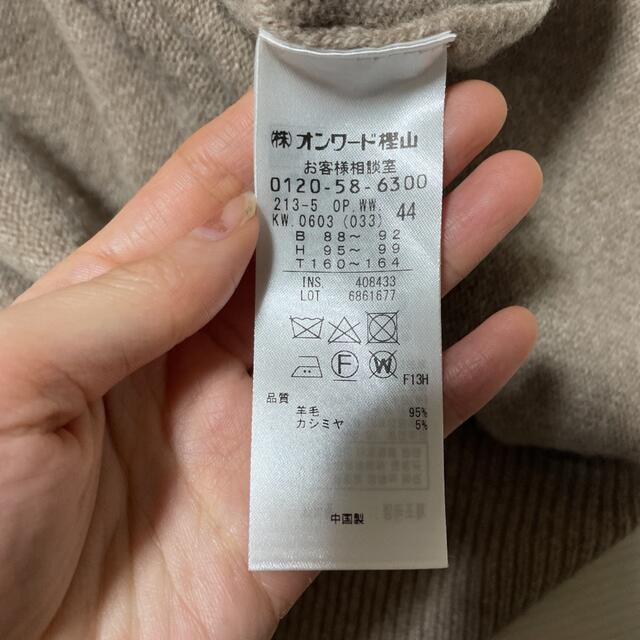 (株)オンワード樫山
お客様相談室
0120-58-6300
213-5 OP.WW.
KW.0603 (033) 44
B 88〜 92
H 95〜 99
T 160〜164
INS. 408433
LOT 6861677
F W F13H
品質
羊毛 95%
カシミヤ 5%
中国製